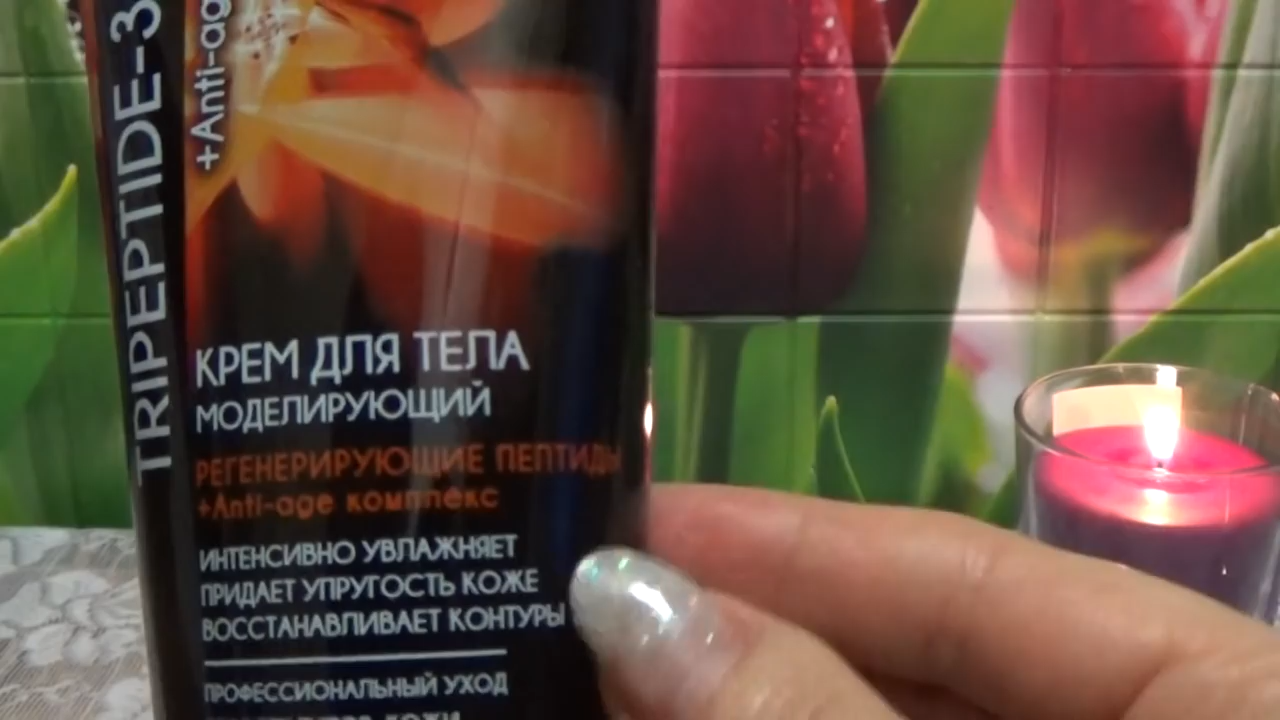 TRIPEPTIDE-3
+Anti-ag
КРЕМ ДЛЯ ТЕЛА
МОДЕЛИРУЮЩИЙ
РЕГЕНЕРИРУЮЩИЕ ПЕПТИДЫ
+Anti-age комплекс
ИНТЕНСИВНО УВЛАЖНЯЕТ
ПРИДАЕТ УПРУГОСТЬ КОЖЕ
ВОССТАНАВЛИВАЕТ КОНТУРЫ
ПРОФЕССИОНАЛЬНЫЙ УХОД
кожи